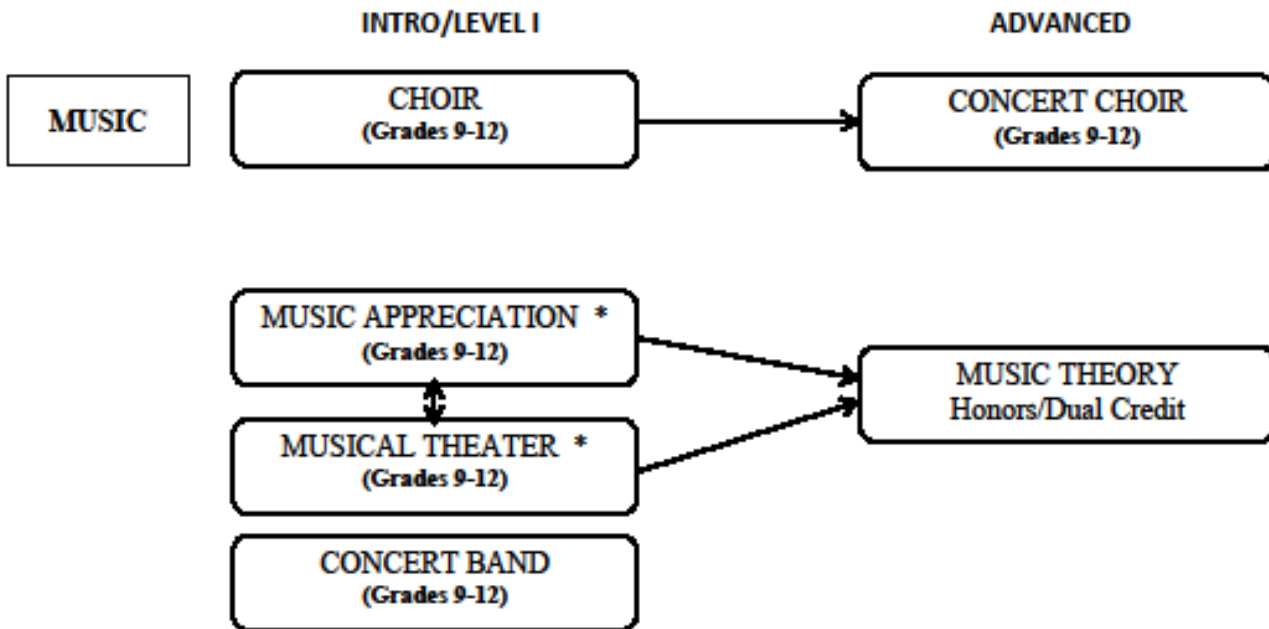 INTRO/LEVEL I
ADVANCED
MUSIC
CHOIR
(Grades 9-12)
CONCERT CHOIR
(Grades 9-12)
MUSIC APPRECIATION *
(Grades 9-12)
MUSICAL THEATER *
(Grades 9-12)
MUSIC THEORY
Honors/Dual Credit
CONCERT BAND
(Grades 9-12)